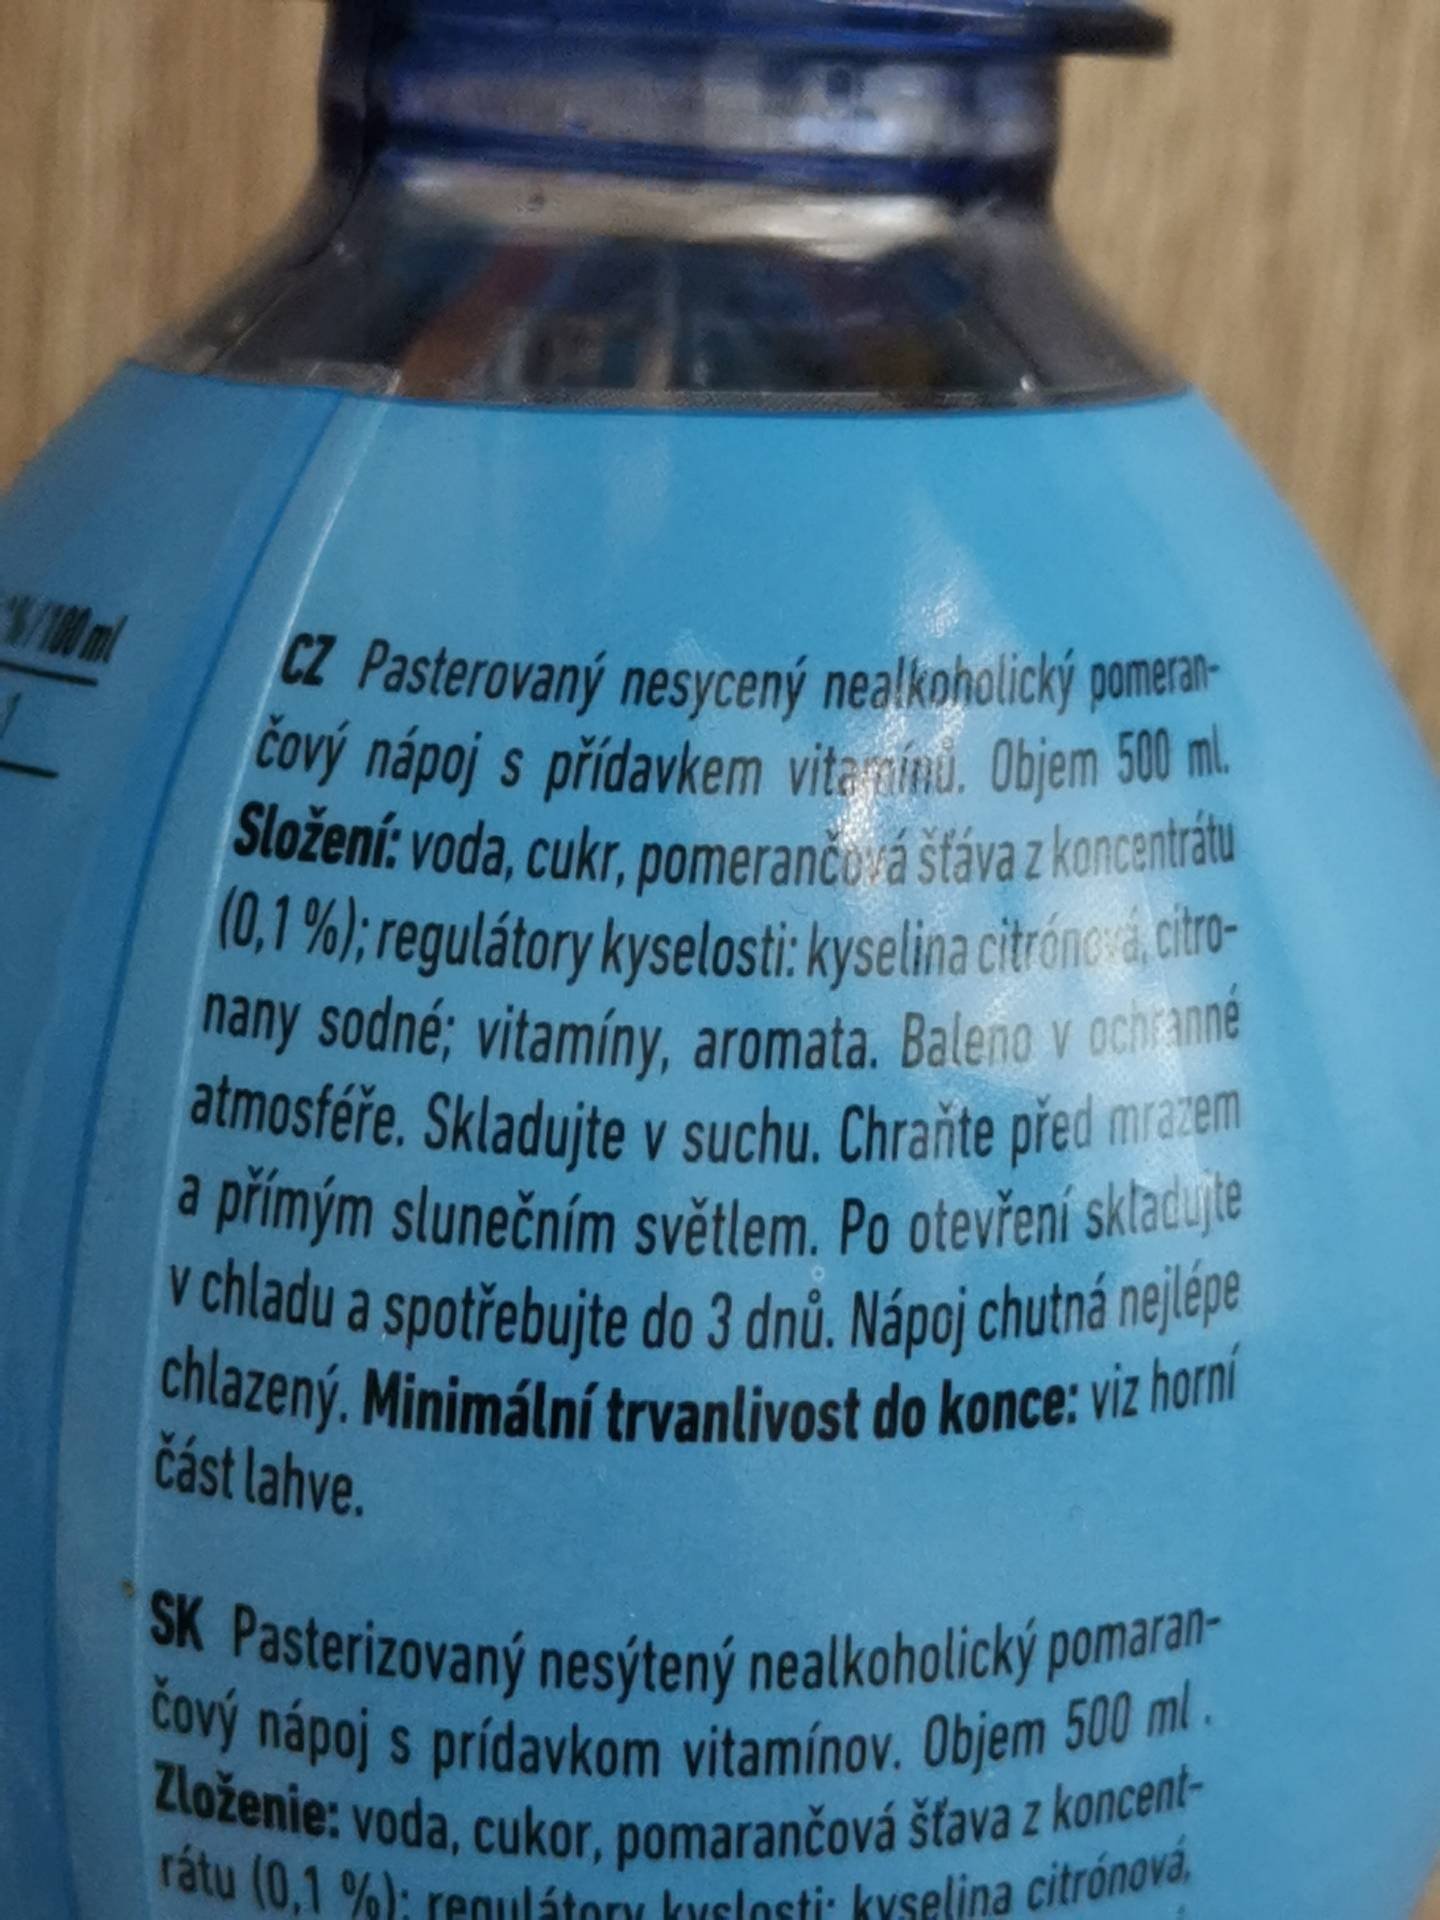 %/100 ml
1
CZ Pasterovaný nesycený nealkoholický pomeran-
čový nápoj s přídavkem vitamínů. Objem 500 ml.
Složení: voda, cukr, pomerančová šťáva z koncentrátu
(0,1 %); regulátory kyselosti: kyselina citrónová, citro-
nany sodné; vitamíny, aromata. Baleno v ochranné
atmosféře. Skladujte v suchu. Chraňte před mrazem
a přímým slunečním světlem. Po otevření skladujte
v chladu a spotřebujte do 3 dnů. Nápoj chutná nejlépe
chlazený. Minimální trvanlivost do konce: viz horní
část lahve.
SK Pasterizovaný nesýtený nealkoholický pomaran-
čový nápoj s prídavkom vitamínov. Objem 500 ml .
Zloženie: voda, cukor, pomarančová šťava z koncent-
rátu (0,1 %); regulátory kyslosti: kyselina citrónová,